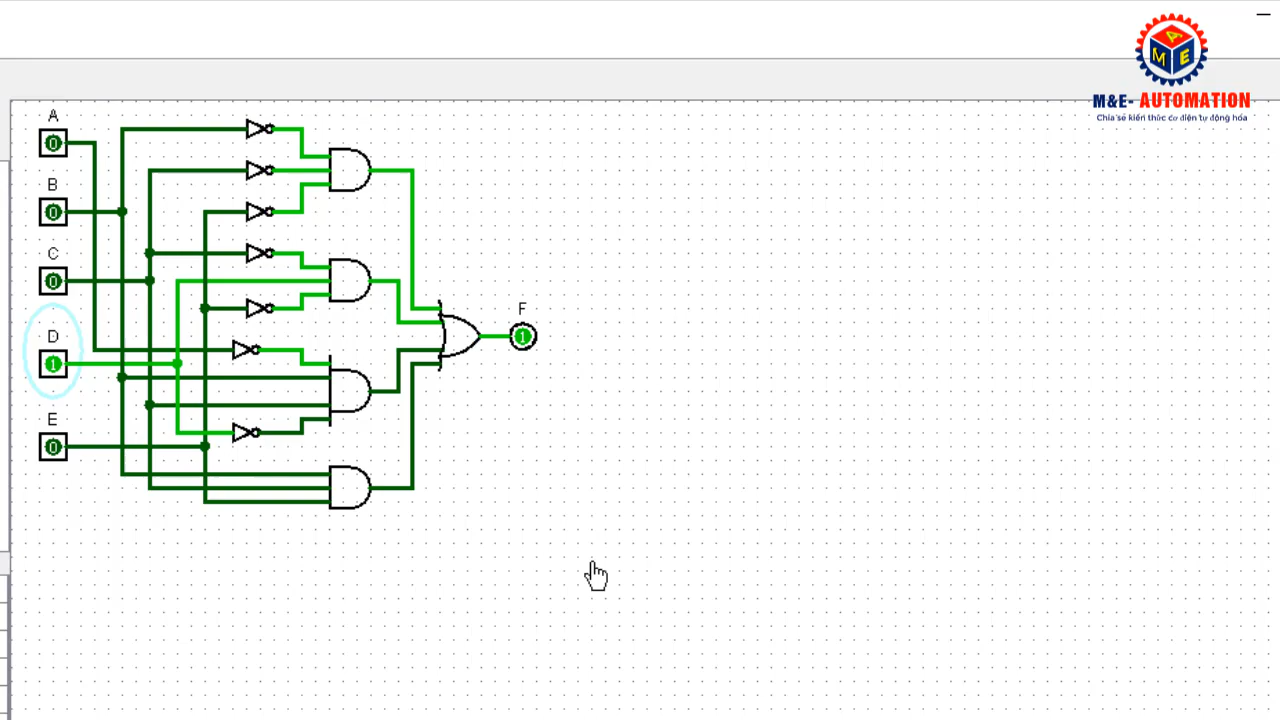 A
M E
M&E- AUTOMATION
Chia sẻ kiến thức cơ điện tự động hóa
A
0
B
0
C
0
D
1
E
0
F
1